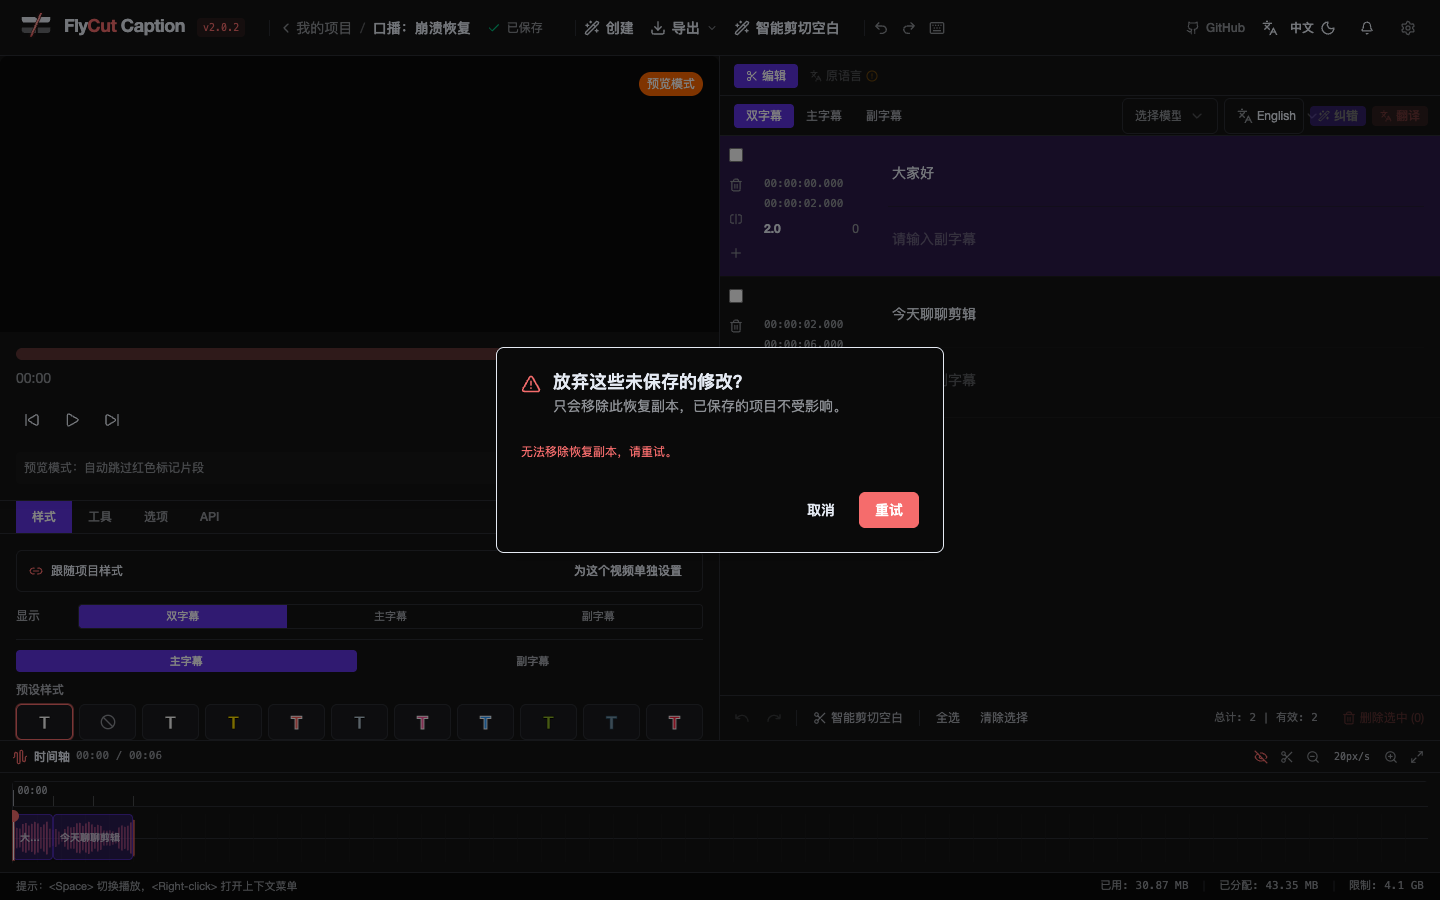 FlyCut Caption v2.0.2
我的项目 / 口播：崩溃恢复
已保存
创建
导出
智能剪切空白
GitHub
中文
预览模式
编辑
原语言
双字幕
主字幕
副字幕
选择模型
English
纠错
翻译
00:00:00.000
00:00:02.000
2.0
0
大家好
请输入副字幕
00:00:02.000
00:00:06.000
今天聊聊剪辑
字幕
00:00
预览模式：自动跳过红色标记片段
放弃这些未保存的修改？
只会移除此恢复副本，已保存的项目不受影响。
无法移除恢复副本，请重试。
取消
重试
样式
工具
选项
API
跟随项目样式
为这个视频单独设置
显示
双字幕
主字幕
副字幕
主字幕
副字幕
预设样式
T
T
T
T
T
T
T
T
T
T
智能剪切空白
全选
清除选择
总计: 2 | 有效: 2
删除选中 (0)
时间轴
00:00 / 00:06
20px/s
00:00
大...
今天聊聊剪辑
提示：<Space> 切换播放，<Right-click> 打开上下文菜单
已用: 30.87 MB
已分配: 43.35 MB
限制: 4.1 GB